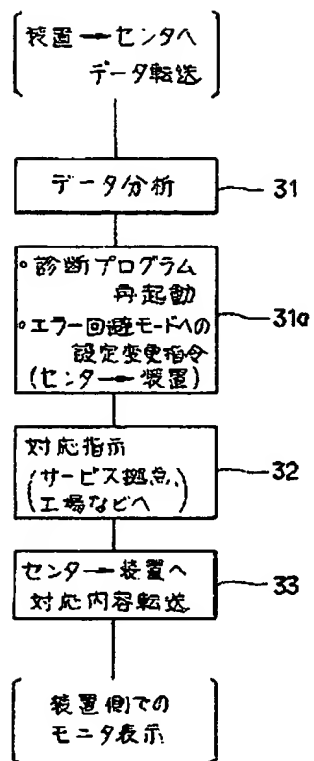 装置→センタへ
データ転送
データ分析
31
・診断プログラム
再起動
・エラー回避モードへの
設定変更指令
(センター→装置)
31a
対応指示
(サービス拠点、
工場などへ)
32
センター→装置へ
対応内容転送
33
装置側での
モニタ表示